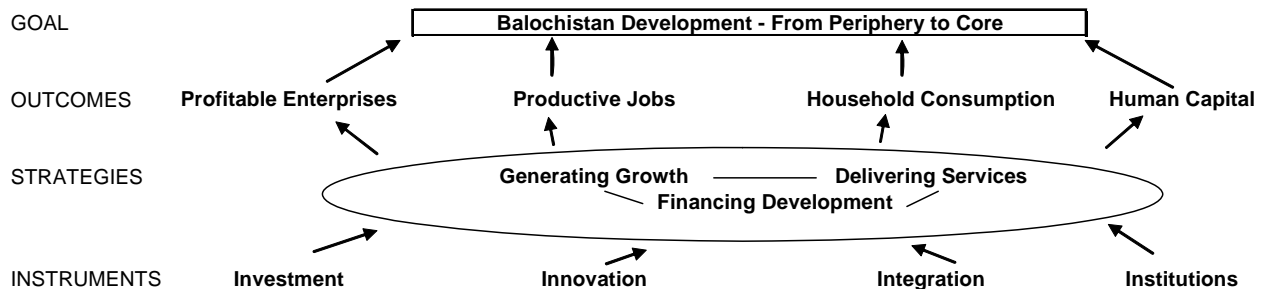 GOAL Balochistan Development - From Periphery to Core
OUTCOMES Profitable Enterprises Productive Jobs Household Consumption Human Capital
STRATEGIES Generating Growth Delivering Services
Financing Development
INSTRUMENTS Investment Innovation Integration Institutions